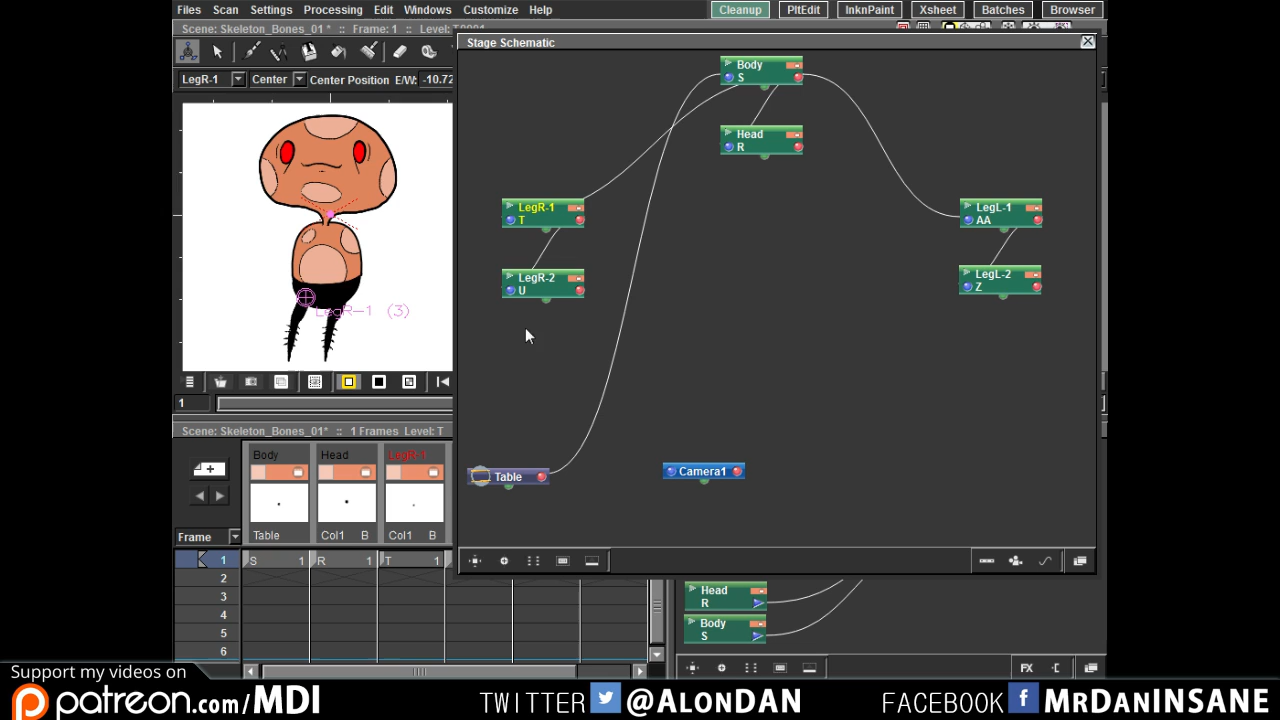 Files Scan Settings Processing Edit Windows Customize Help Cleanup PltEdit InknPaint Xsheet Batches Browser
Scene: Skeleton_Bones_01* :: Frame: 1 :: Level:
Stage Schematic
LegR-1 Center Center Position E/W: -10.72
Body
S
Head
R
LegR-1
T
LegL-1
AA
LegR-2
U
LegL-2
Z
LegR-1 (3)
1
Scene: Skeleton_Bones_01* :: 1 Frames Level: T
Body Head LegR-1
Table Camera1
Frame Table Col1 B Col1 B
1 S 1 R 1 T 1
2
3
4
5
6
Head
R
Body
S
FX
Support my videos on
patreon.com/MDI TWITTER @AlonDAN FACEBOOK MrDanINSANE